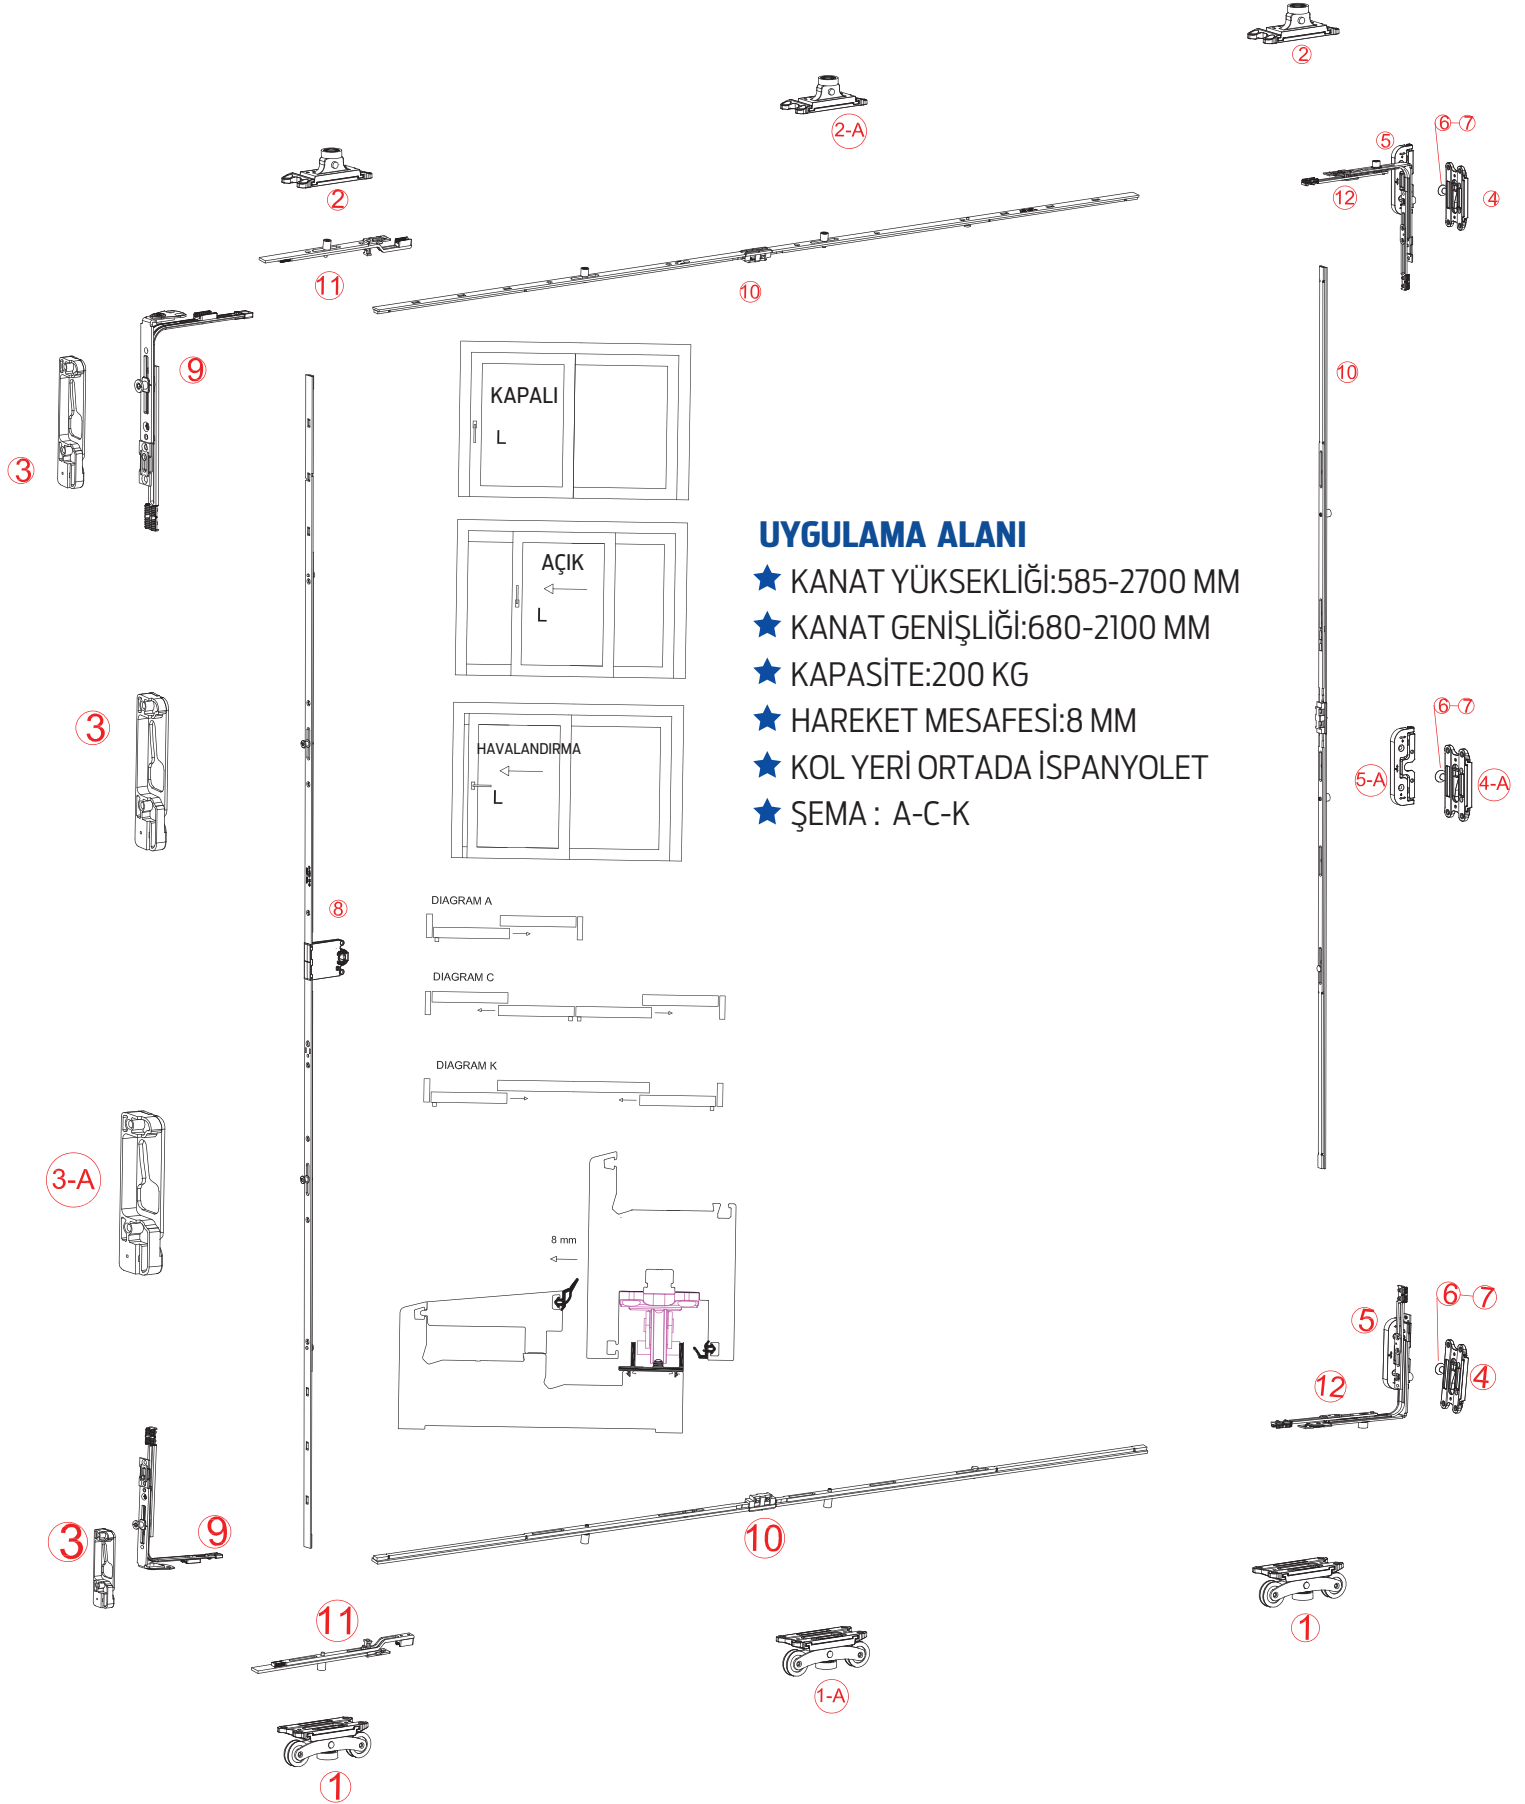 2
2-A
6-7
5
2
12
4
11
10
9
10
KAPALI
L
3
UYGULAMA ALANI
AÇIK
L
KANAT YÜKSEKLİĞİ:585-2700 MM
KANAT GENİŞLİĞİ:680-2100 MM
KAPASİTE:200 KG
HAREKET MESAFESİ:8 MM
KOL YERİ ORTADA İSPANYOLET
ŞEMA : A-C-K
6-7
3
HAVALANDIRMA
L
5-A
4-A
DIAGRAM A
8
DIAGRAM C
DIAGRAM K
3-A
8 mm
6-7
5
4
12
3
9
10
11
1
1-A
1